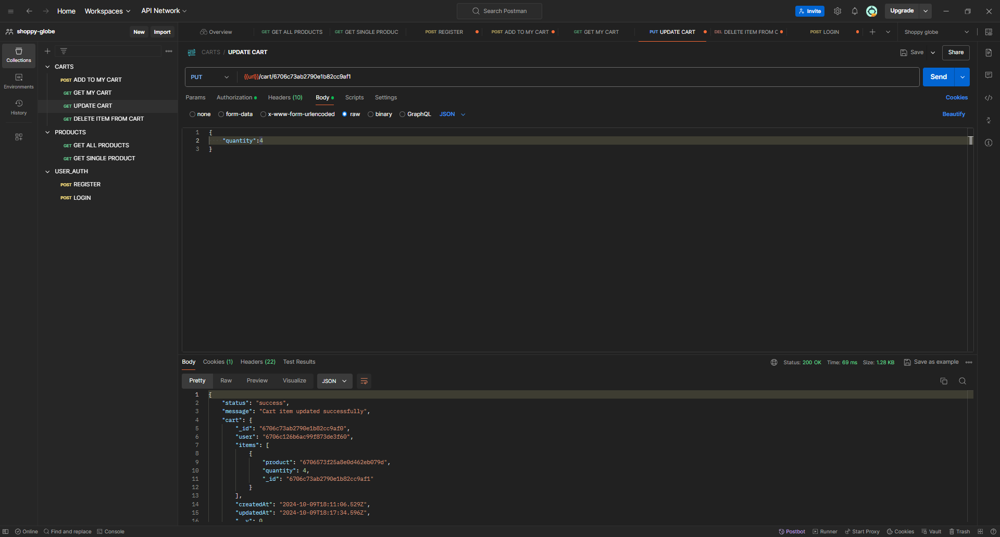 Home Workspaces API Network Search Postman Invite Upgrade
shoppy-globe New Import Overview GET GET ALL PRODUCTS GET GET SINGLE PRODUC POST REGISTER POST ADD TO MY CART GET GET MY CART PUT UPDATE CART DEL DELETE ITEM FROM C POST LOGIN Shoppy globe
Collections
Environments
History
CARTS
POST ADD TO MY CART
GET GET MY CART
GET UPDATE CART
GET DELETE ITEM FROM CART
PRODUCTS
GET GET ALL PRODUCTS
GET GET SINGLE PRODUCT
USER_AUTH
POST REGISTER
POST LOGIN
HTTP CARTS / UPDATE CART Save Share
PUT {{url}}/cart/6706c73ab2790e1b82cc9af1 Send
Params Authorization Headers (10) Body Scripts Settings Cookies
none form-data x-www-form-urlencoded raw binary GraphQL JSON Beautify
1 {
2 "quantity":4
3 }
Body Cookies (1) Headers (22) Test Results Status: 200 OK Time: 69 ms Size: 1.28 KB Save as example
Pretty Raw Preview Visualize JSON
1 {
2 "status": "success",
3 "message": "Cart item updated successfully",
4 "cart": {
5 "_id": "6706c73ab2790e1b82cc9af0",
6 "user": "6706c126b6ac99f873de3f60",
7 "items": [
8 {
9 "product": "6706573f25a8e0d462eb079d",
10 "quantity": 4,
11 "_id": "6706c73ab2790e1b82cc9af1"
12 }
13 ],
14 "createdAt": "2024-10-09T18:11:06.529Z",
15 "updatedAt": "2024-10-09T18:17:34.596Z",
16 "__v": 0
Online Find and replace Console Postbot Runner Start Proxy Cookies Vault Trash